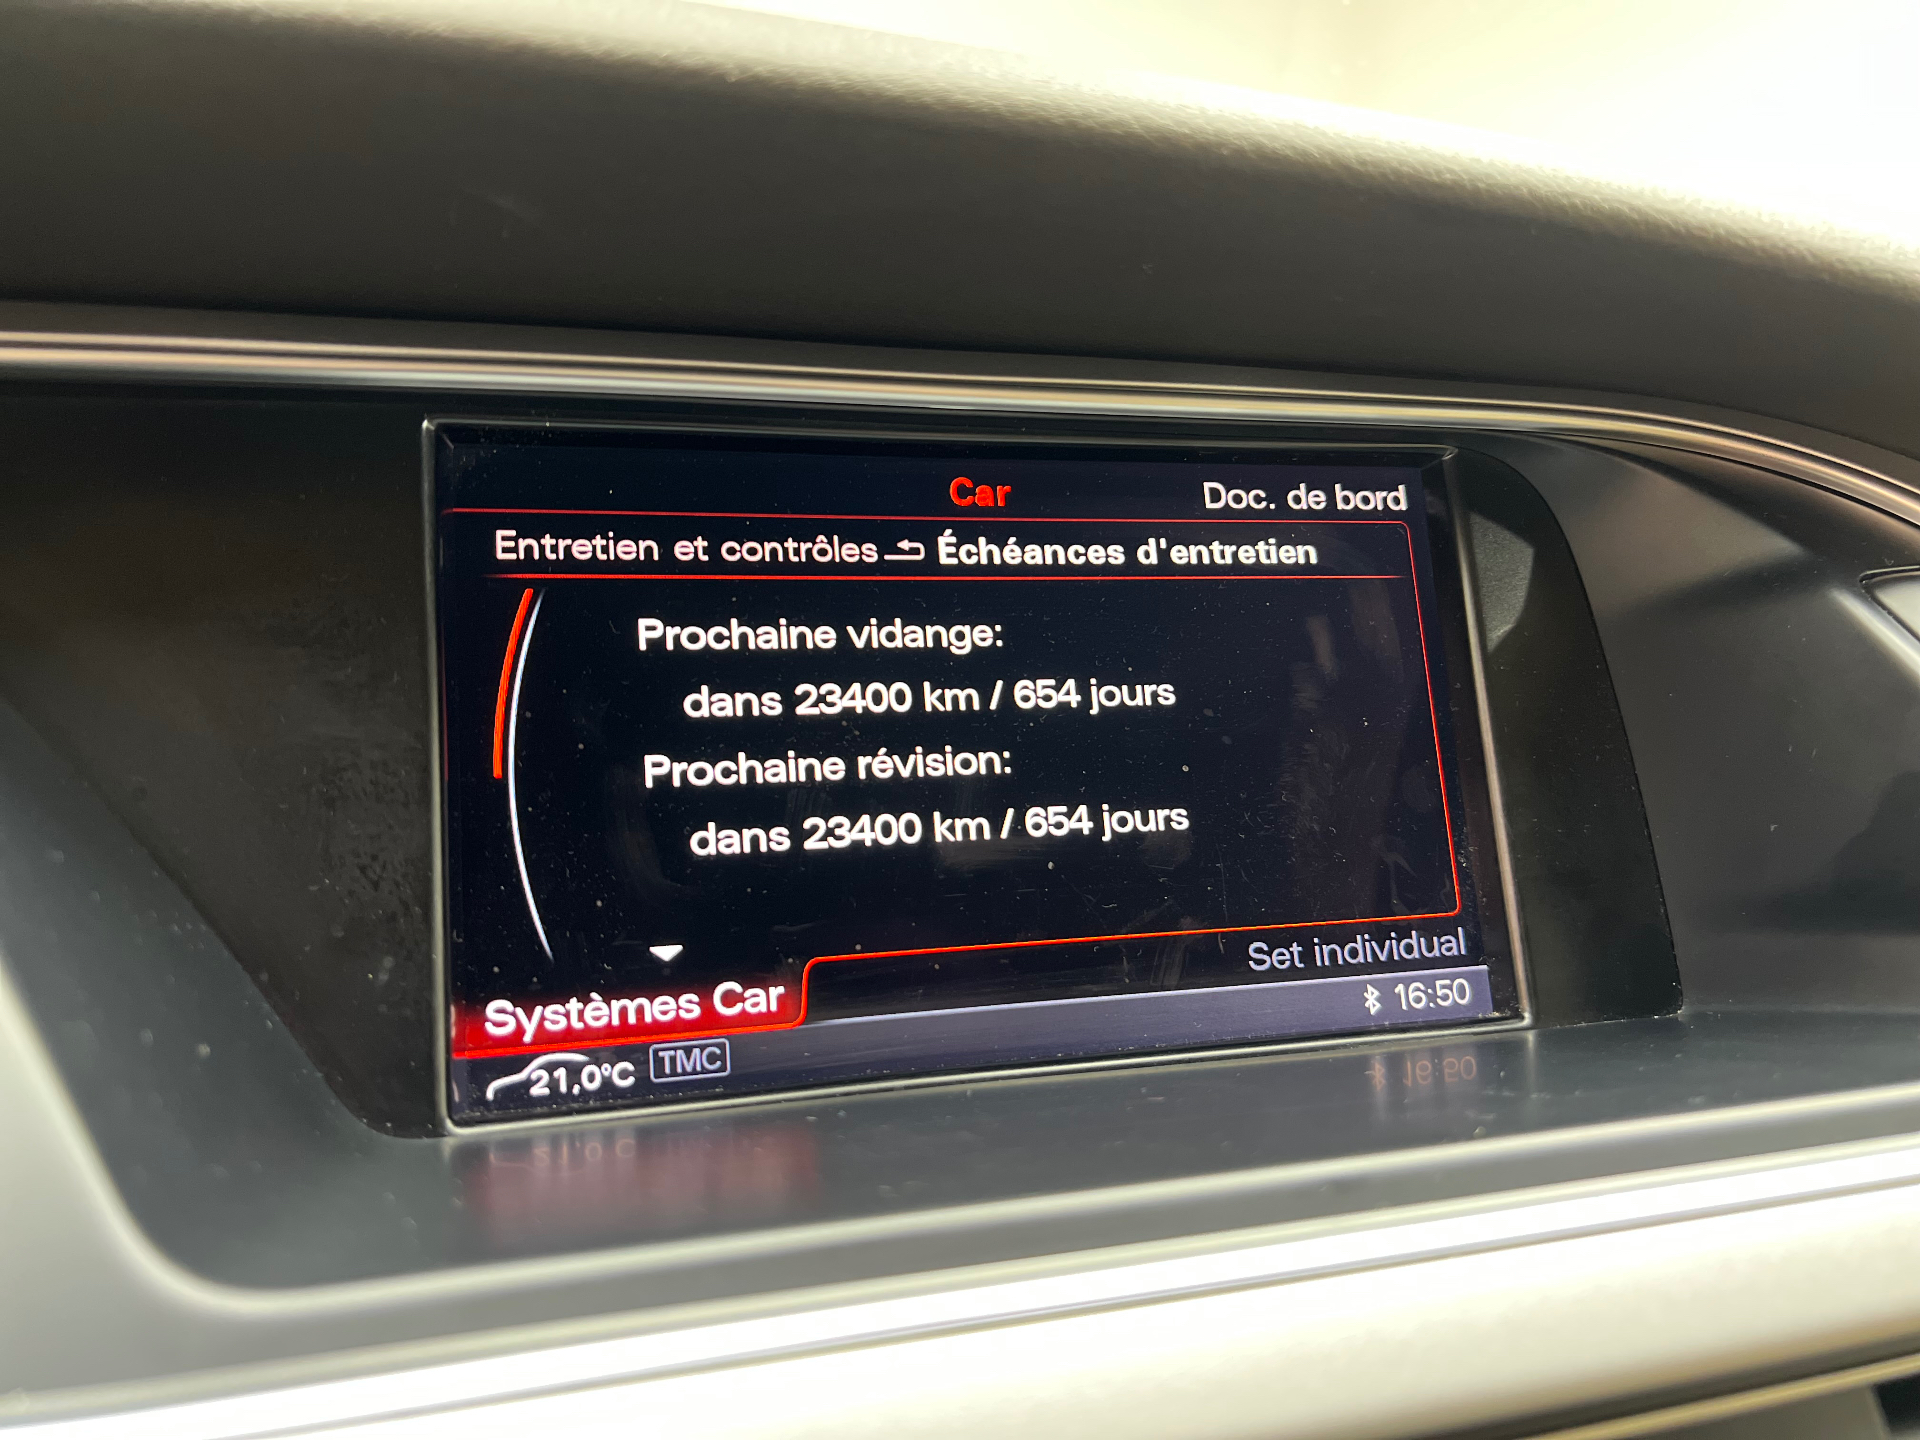 Car
Doc. de bord
Entretien et contrôles Échéances d'entretien
Prochaine vidange:
dans 23400 km / 654 jours
Prochaine révision:
dans 23400 km / 654 jours
Set individual
Systèmes Car
16:50
21,0°C TMC